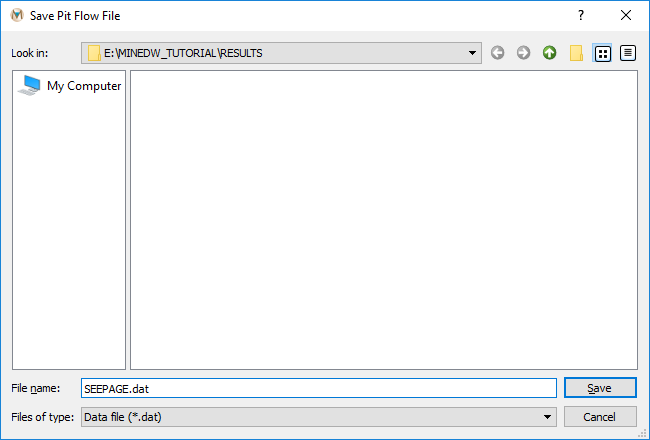 Save Pit Flow File
?
Look in:
E:\MINEDW_TUTORIAL\RESULTS
My Computer
File name:
SEEPAGE.dat
Save
Files of type:
Data file (*.dat)
Cancel